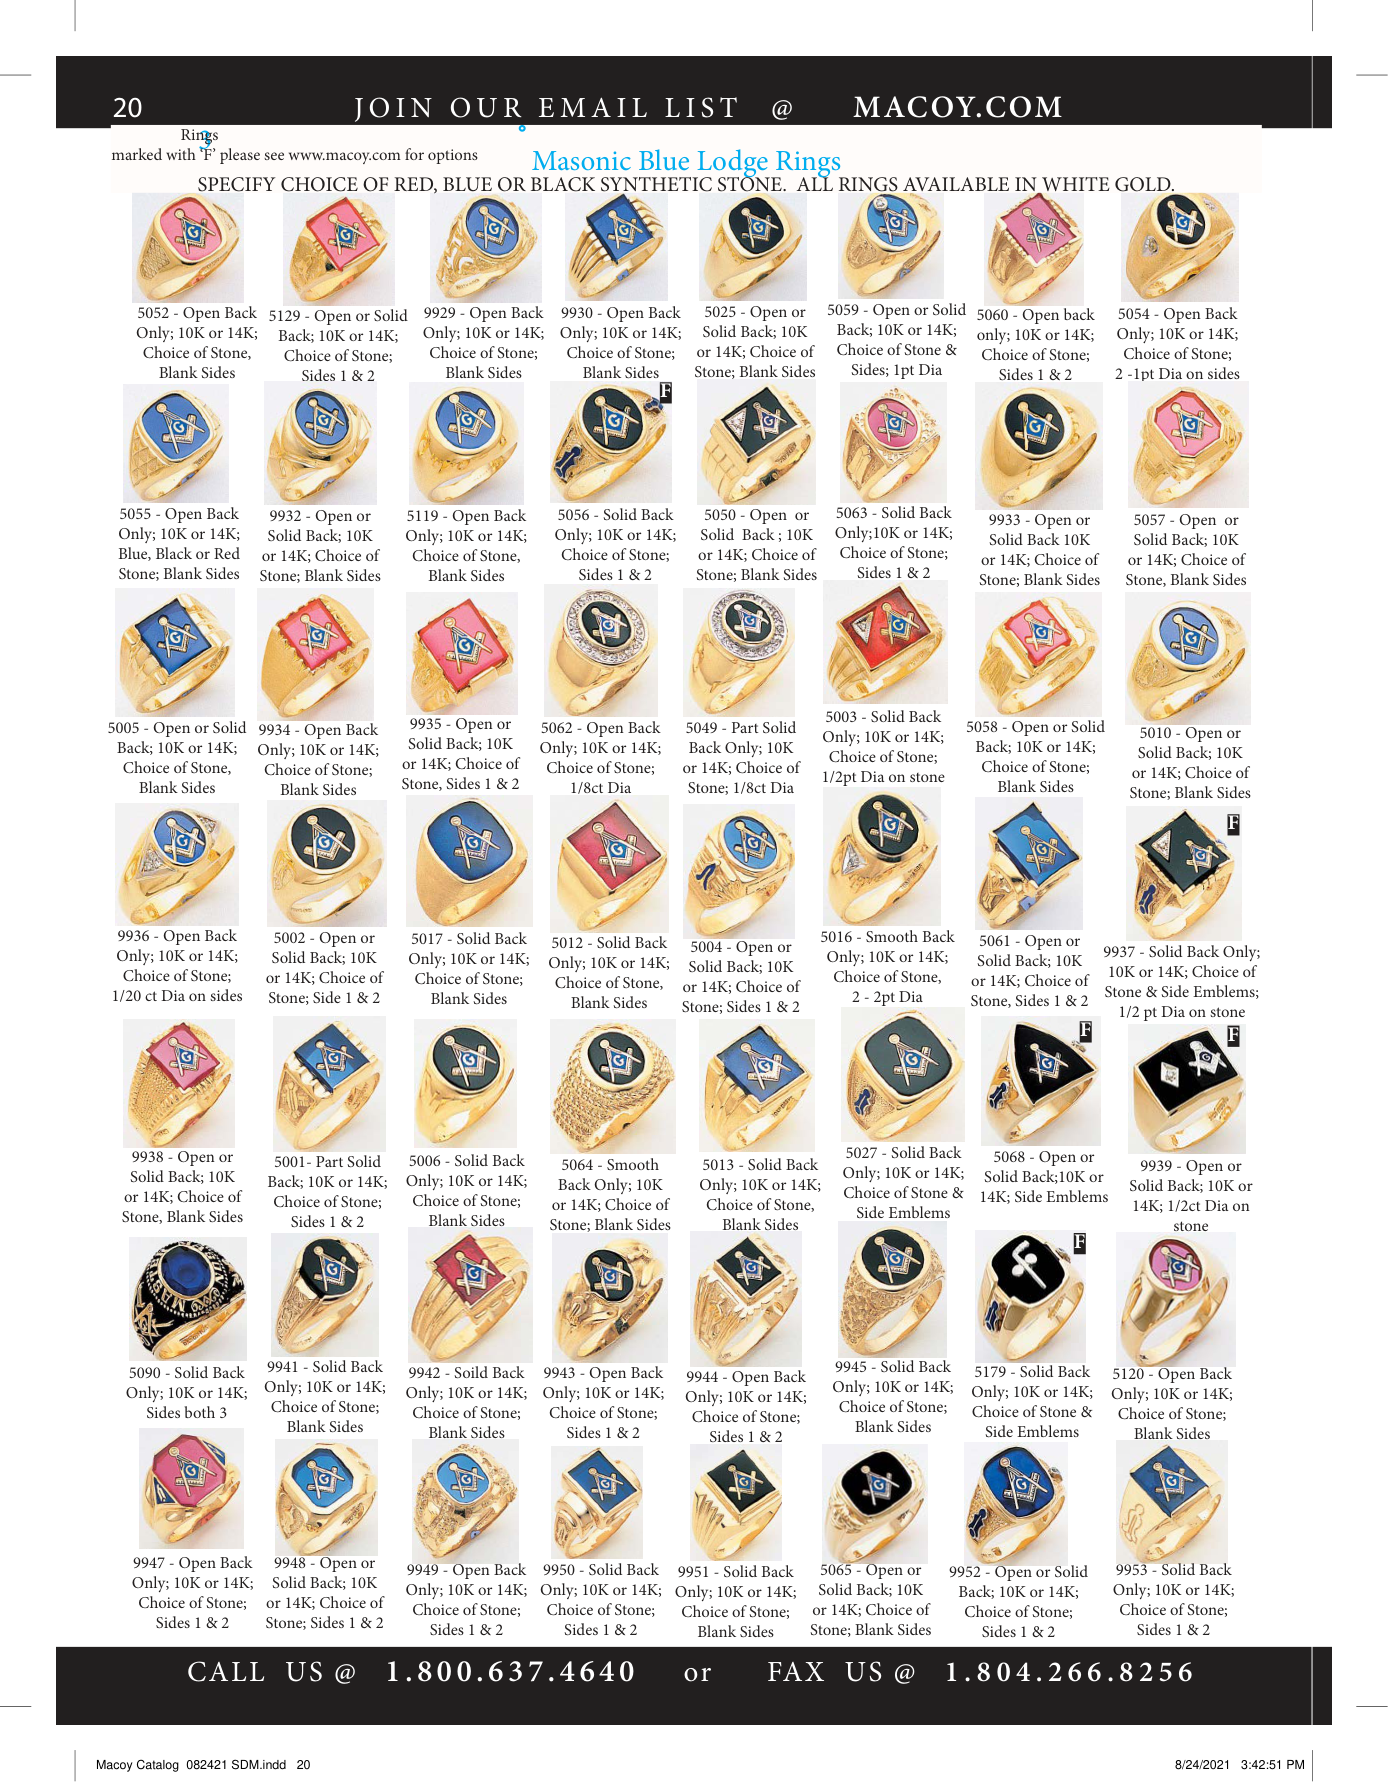 20 JOIN OUR EMAIL LIST @ MACOY.COM
Rings
marked with 'F' please see www.macoy.com for options
Masonic Blue Lodge Rings
SPECIFY CHOICE OF RED, BLUE OR BLACK SYNTHETIC STONE. ALL RINGS AVAILABLE IN WHITE GOLD.
5052 - Open Back
Only; 10K or 14K;
Choice of Stone,
Blank Sides
5129 - Open or Solid
Back; 10K or 14K;
Choice of Stone;
Sides 1 & 2
9929 - Open Back
Only; 10K or 14K;
Choice of Stone;
Blank Sides
9930 - Open Back
Only; 10K or 14K;
Choice of Stone;
Blank Sides
5025 - Open or
Solid Back; 10K
or 14K; Choice of
Stone; Blank Sides
5059 - Open or Solid
Back; 10K or 14K;
Choice of Stone &
Sides; 1pt Dia
5060 - Open back
only; 10K or 14K;
Choice of Stone;
Sides 1 & 2
5054 - Open Back
Only; 10K or 14K;
Choice of Stone;
2 -1pt Dia on sides
F
5055 - Open Back
Only; 10K or 14K;
Blue, Black or Red
Stone; Blank Sides
9932 - Open or
Solid Back; 10K
or 14K; Choice of
Stone; Blank Sides
5119 - Open Back
Only; 10K or 14K;
Choice of Stone,
Blank Sides
5056 - Solid Back
Only; 10K or 14K;
Choice of Stone;
Sides 1 & 2
5050 - Open or
Solid Back ; 10K
or 14K; Choice of
Stone; Blank Sides
5063 - Solid Back
Only;10K or 14K;
Choice of Stone;
Sides 1 & 2
9933 - Open or
Solid Back 10K
or 14K; Choice of
Stone; Blank Sides
5057 - Open or
Solid Back; 10K
or 14K; Choice of
Stone, Blank Sides
5005 - Open or Solid
Back; 10K or 14K;
Choice of Stone,
Blank Sides
9934 - Open Back
Only; 10K or 14K;
Choice of Stone;
Blank Sides
9935 - Open or
Solid Back; 10K
or 14K; Choice of
Stone, Sides 1 & 2
5062 - Open Back
Only; 10K or 14K;
Choice of Stone;
1/8ct Dia
5049 - Part Solid
Back Only; 10K
or 14K; Choice of
Stone; 1/8ct Dia
5003 - Solid Back
Only; 10K or 14K;
Choice of Stone;
1/2pt Dia on stone
5058 - Open or Solid
Back; 10K or 14K;
Choice of Stone;
Blank Sides
5010 - Open or
Solid Back; 10K
or 14K; Choice of
Stone; Blank Sides
F
9936 - Open Back
Only; 10K or 14K;
Choice of Stone;
1/20 ct Dia on sides
5002 - Open or
Solid Back; 10K
or 14K; Choice of
Stone; Side 1 & 2
5017 - Solid Back
Only; 10K or 14K;
Choice of Stone;
Blank Sides
5012 - Solid Back
Only; 10K or 14K;
Choice of Stone,
Blank Sides
5004 - Open or
Solid Back; 10K
or 14K; Choice of
Stone; Sides 1 & 2
5016 - Smooth Back
Only; 10K or 14K;
Choice of Stone,
2 - 2pt Dia
5061 - Open or
Solid Back; 10K
or 14K; Choice of
Stone, Sides 1 & 2
9937 - Solid Back Only;
10K or 14K; Choice of
Stone & Side Emblems;
1/2 pt Dia on stone
F
F
9938 - Open or
Solid Back; 10K
or 14K; Choice of
Stone, Blank Sides
5001- Part Solid
Back; 10K or 14K;
Choice of Stone;
Sides 1 & 2
5006 - Solid Back
Only; 10K or 14K;
Choice of Stone;
Blank Sides
5064 - Smooth
Back Only; 10K
or 14K; Choice of
Stone; Blank Sides
5013 - Solid Back
Only; 10K or 14K;
Choice of Stone,
Blank Sides
5027 - Solid Back
Only; 10K or 14K;
Choice of Stone &
Side Emblems
5068 - Open or
Solid Back;10K or
14K; Side Emblems
9939 - Open or
Solid Back; 10K or
14K; 1/2ct Dia on
stone
F
5090 - Solid Back
Only; 10K or 14K;
Sides both 3
9941 - Solid Back
Only; 10K or 14K;
Choice of Stone;
Blank Sides
9942 - Soild Back
Only; 10K or 14K;
Choice of Stone;
Blank Sides
9943 - Open Back
Only; 10K or 14K;
Choice of Stone;
Sides 1 & 2
9944 - Open Back
Only; 10K or 14K;
Choice of Stone;
Sides 1 & 2
9945 - Solid Back
Only; 10K or 14K;
Choice of Stone;
Blank Sides
5179 - Solid Back
Only; 10K or 14K;
Choice of Stone &
Side Emblems
5120 - Open Back
Only; 10K or 14K;
Choice of Stone;
Blank Sides
9947 - Open Back
Only; 10K or 14K;
Choice of Stone;
Sides 1 & 2
9948 - Open or
Solid Back; 10K
or 14K; Choice of
Stone; Sides 1 & 2
9949 - Open Back
Only; 10K or 14K;
Choice of Stone;
Sides 1 & 2
9950 - Solid Back
Only; 10K or 14K;
Choice of Stone;
Sides 1 & 2
9951 - Solid Back
Only; 10K or 14K;
Choice of Stone;
Blank Sides
5065 - Open or
Solid Back; 10K
or 14K; Choice of
Stone; Blank Sides
9952 - Open or Solid
Back; 10K or 14K;
Choice of Stone;
Sides 1 & 2
9953 - Solid Back
Only; 10K or 14K;
Choice of Stone;
Sides 1 & 2
CALL US @ 1.800.637.4640 or FAX US @ 1.804.266.8256
Macoy Catalog 082421 SDM.indd 20 8/24/2021 3:42:51 PM